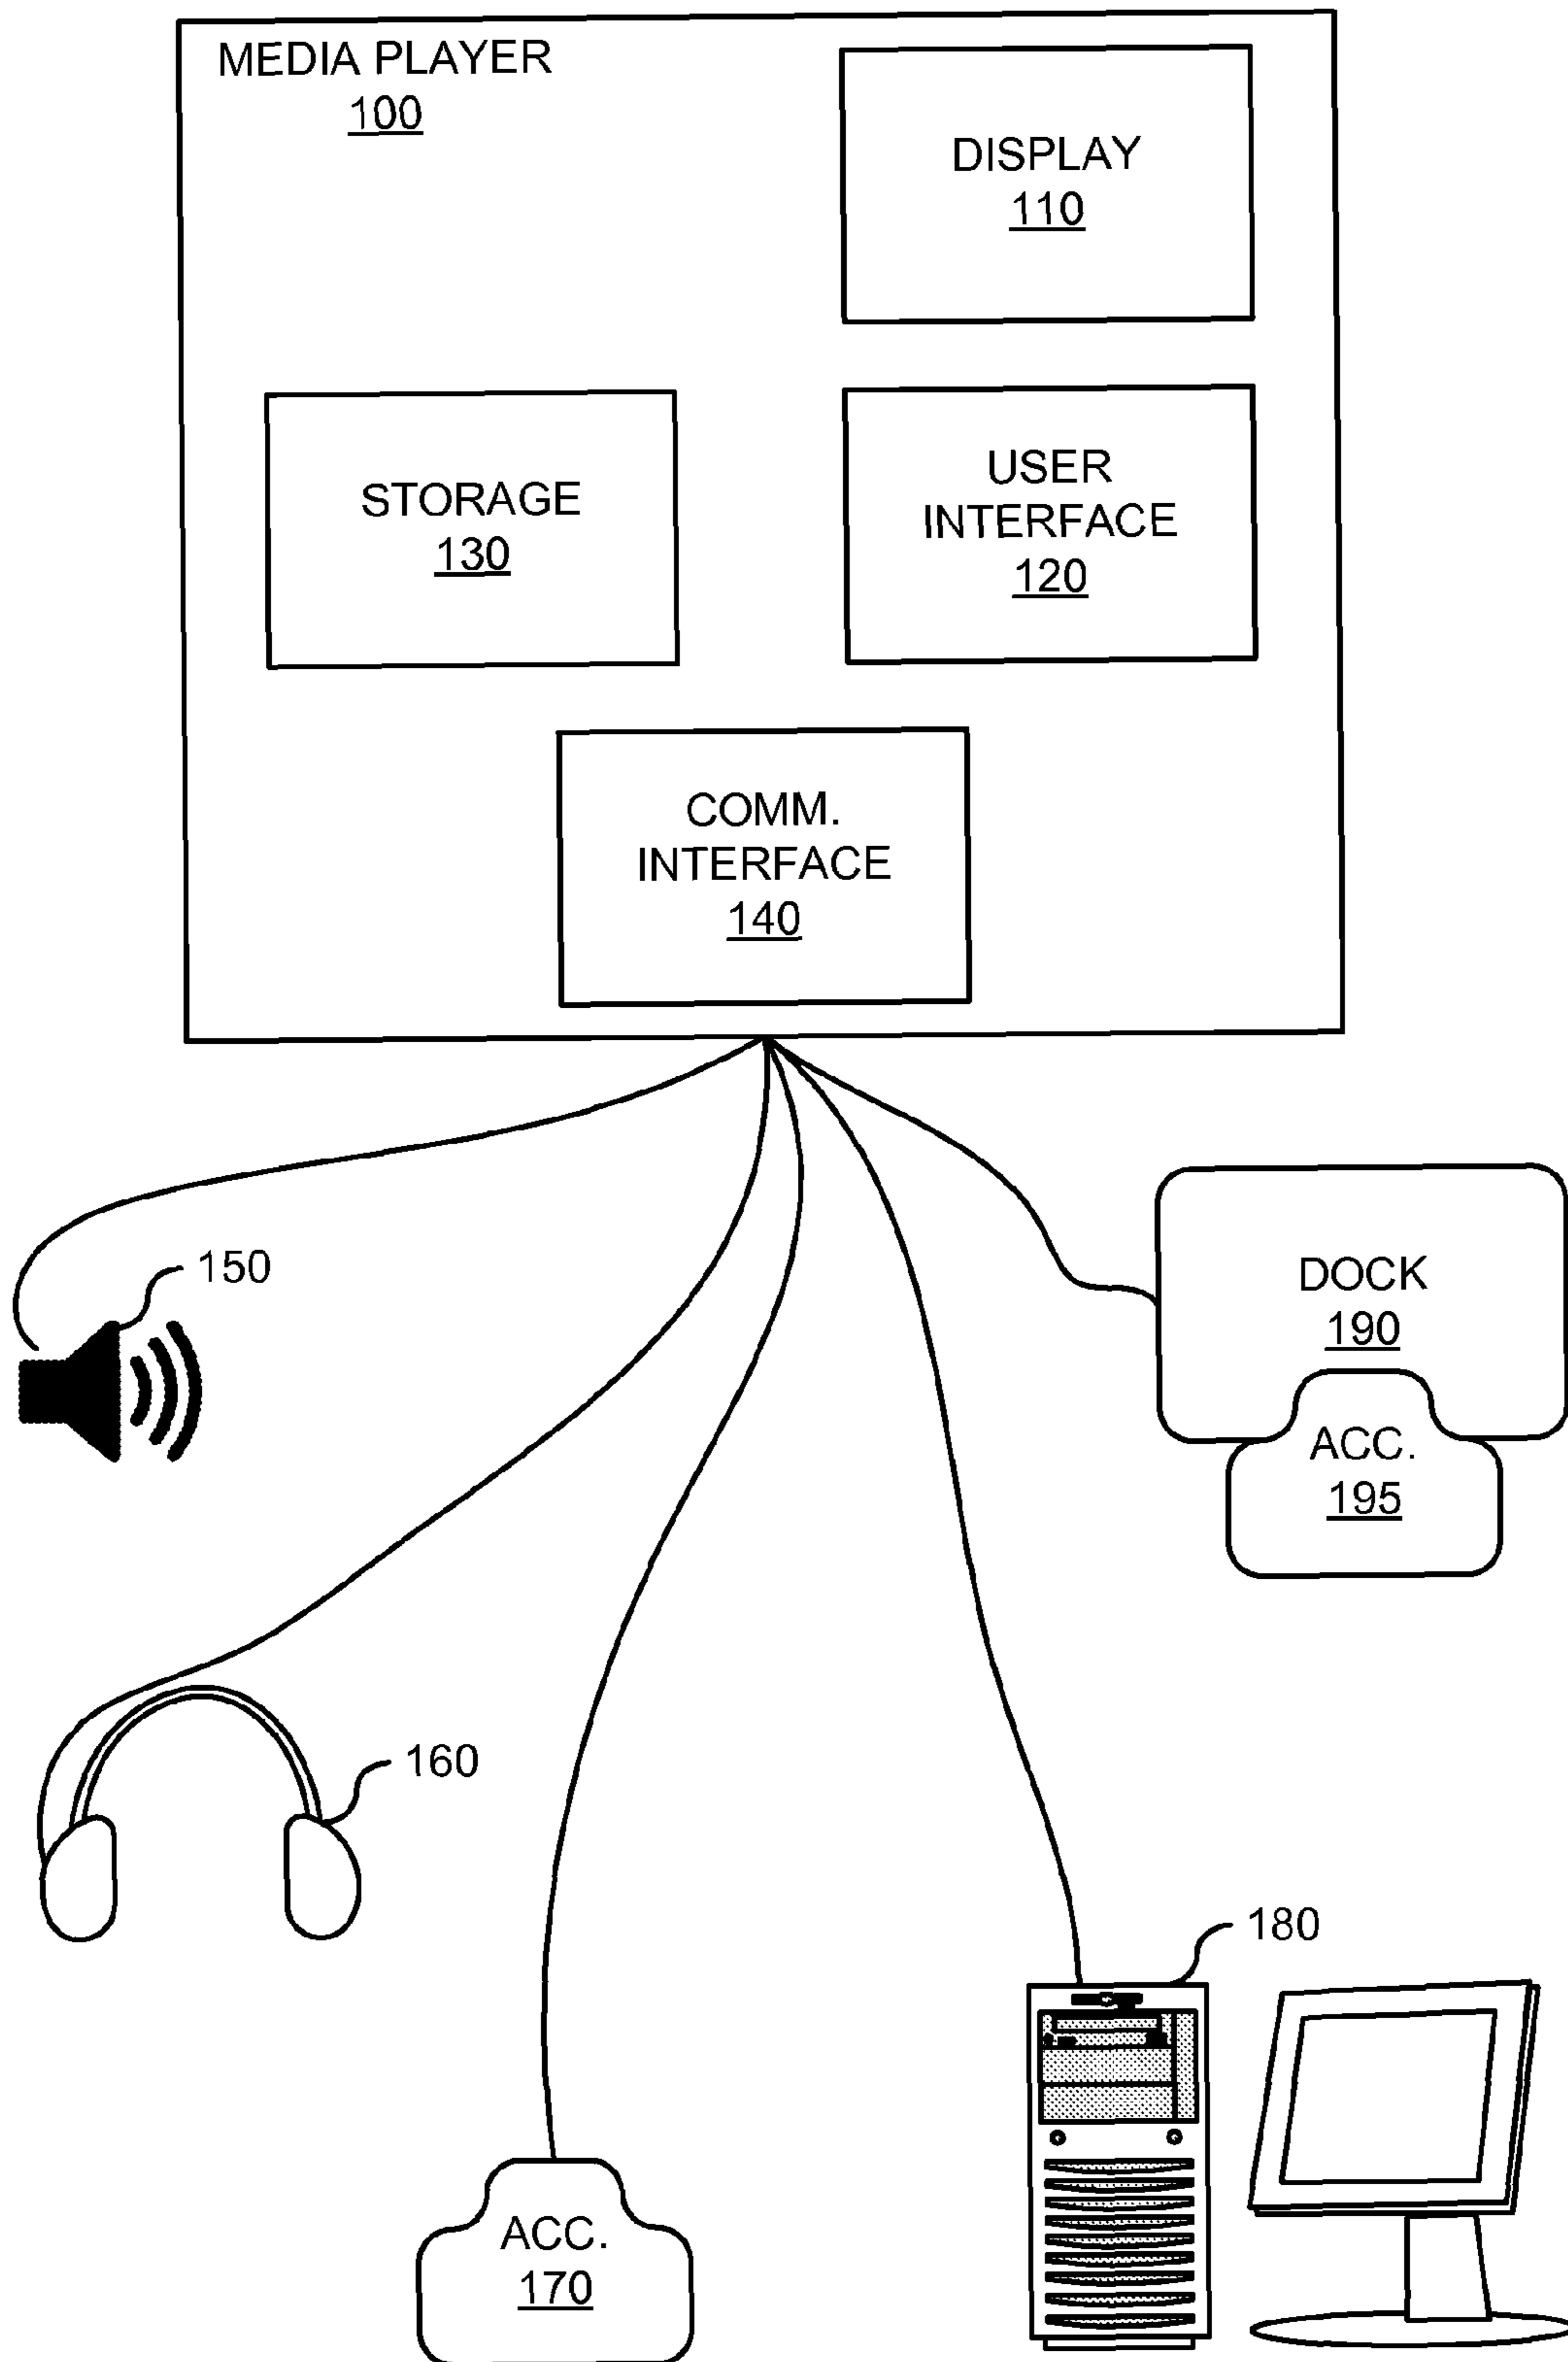 MEDIA PLAYER
100
DISPLAY
110
STORAGE
130
USER
INTERFACE
120
COMM.
INTERFACE
140
150
DOCK
190
ACC.
195
160
180
ACC.
170